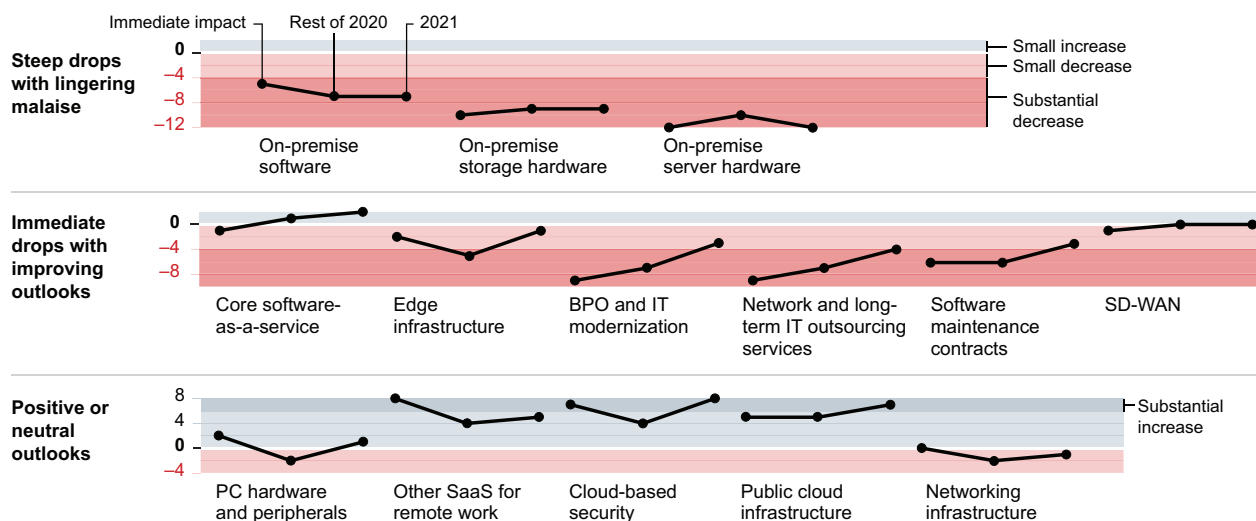 Immediate impact
Rest of 2020
2021
Steep drops
with lingering
malaise
0
–4
–8
–12
Small increase
Small decrease
Substantial
decrease
On-premise
software
On-premise
storage hardware
On-premise
server hardware
Immediate
drops with
improving
outlooks
0
–4
–8
Core software-
as-a-service
Edge
infrastructure
BPO and IT
modernization
Network and long-
term IT outsourcing
services
Software
maintenance
contracts
SD-WAN
Positive or
neutral
outlooks
8
4
0
–4
Substantial
increase
PC hardware
and peripherals
Other SaaS for
remote work
Cloud-based
security
Public cloud
infrastructure
Networking
infrastructure